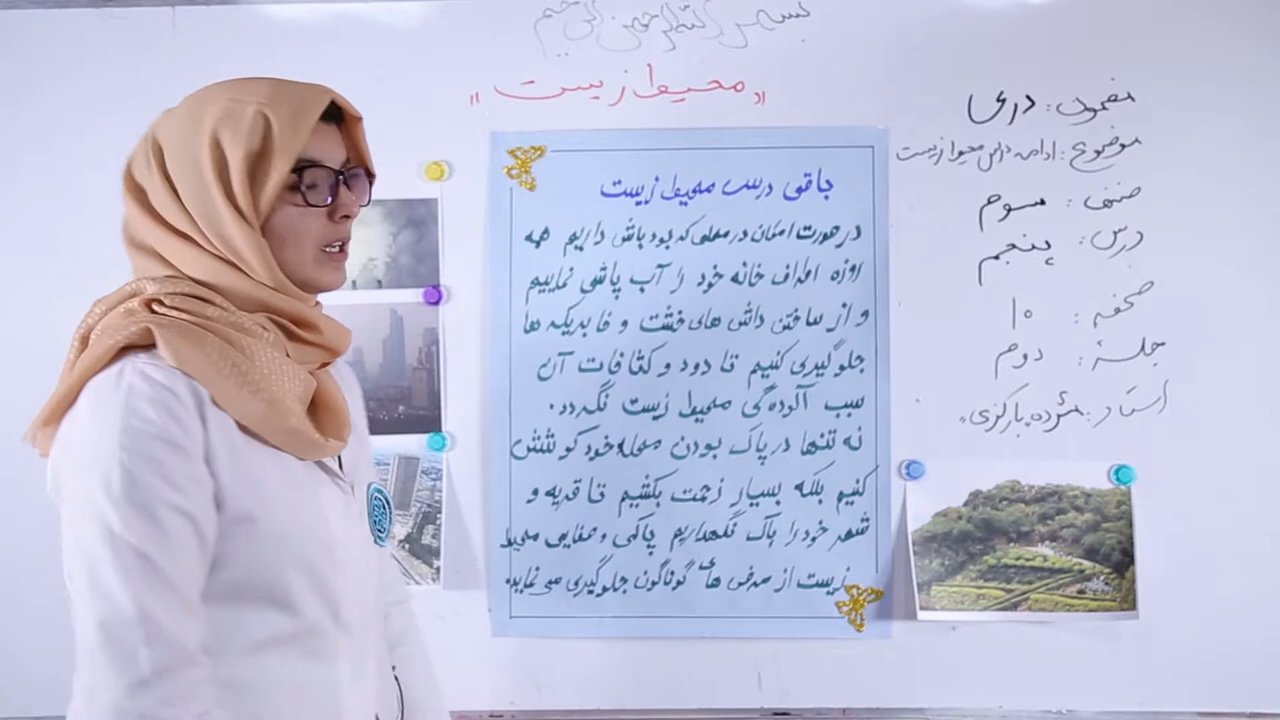 بسم الله الرحمن الرحیم
"محیط زیست"
باقی درس محیط زیست
در صورت امکان در محلی که بود باش داریم همه
روزه اطراف خانه خود را آب پاشی نماییم
و از ساختن داش های خشت و فابریکه ها
جلوگیری کنیم تا دود و کثافات آن
سبب آلوده گی محیط زیست نگردد.
نه تنها در پاک بودن محله خود کوشش
کنیم بلکه بسیار زحمت بکشیم تا قریه و
شهر خود را پاک نگهداریم پاکی و صفایی محیط
زیست از مرض های گوناگون جلوگیری می نماید.
مضمون: دری
موضوع: ادامه درس محیط زیست
صنف: سوم
درس: پنجم
صحفه: ۱۰
جلسۀ: دوم
استاد: مژده بارکزی